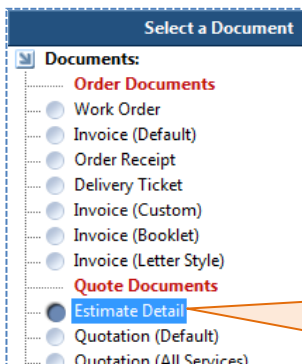 Select a Document
Documents:
Order Documents
Work Order
Invoice (Default)
Order Receipt
Delivery Ticket
Invoice (Custom)
Invoice (Booklet)
Invoice (Letter Style)
Quote Documents
Estimate Detail
Quotation (Default)
Quotation (All Services)